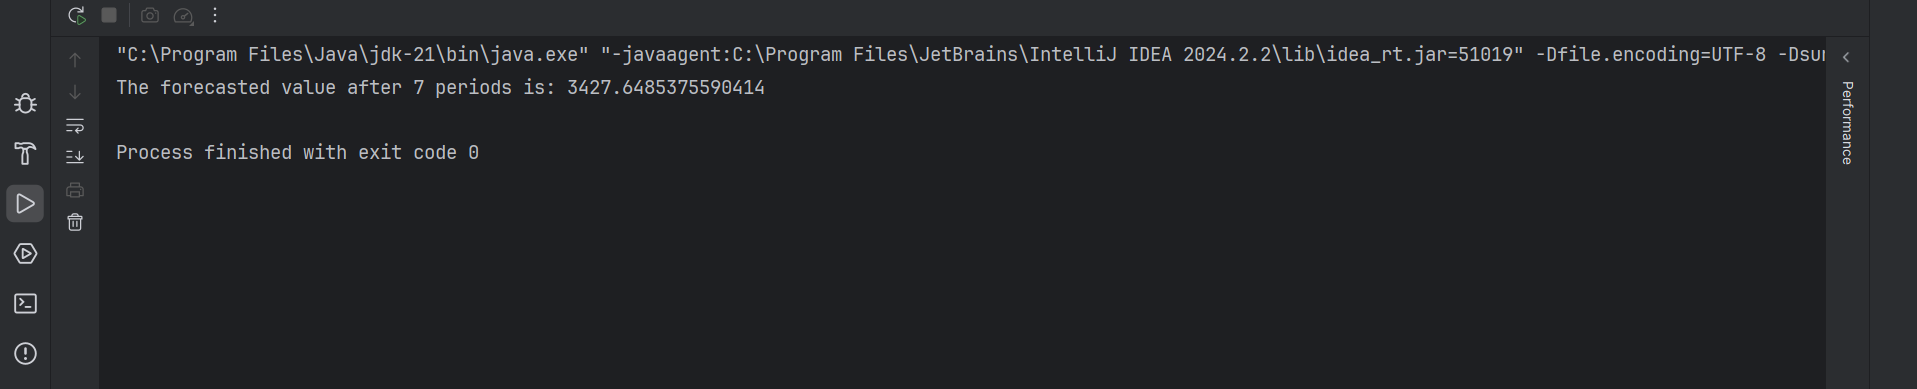 "C:\Program Files\Java\jdk-21\bin\java.exe" "-javaagent:C:\Program Files\JetBrains\IntelliJ IDEA 2024.2.2\lib\idea_rt.jar=51019" -Dfile.encoding=UTF-8 -Dsun
The forecasted value after 7 periods is: 3427.6485375590414
Process finished with exit code 0
Performance